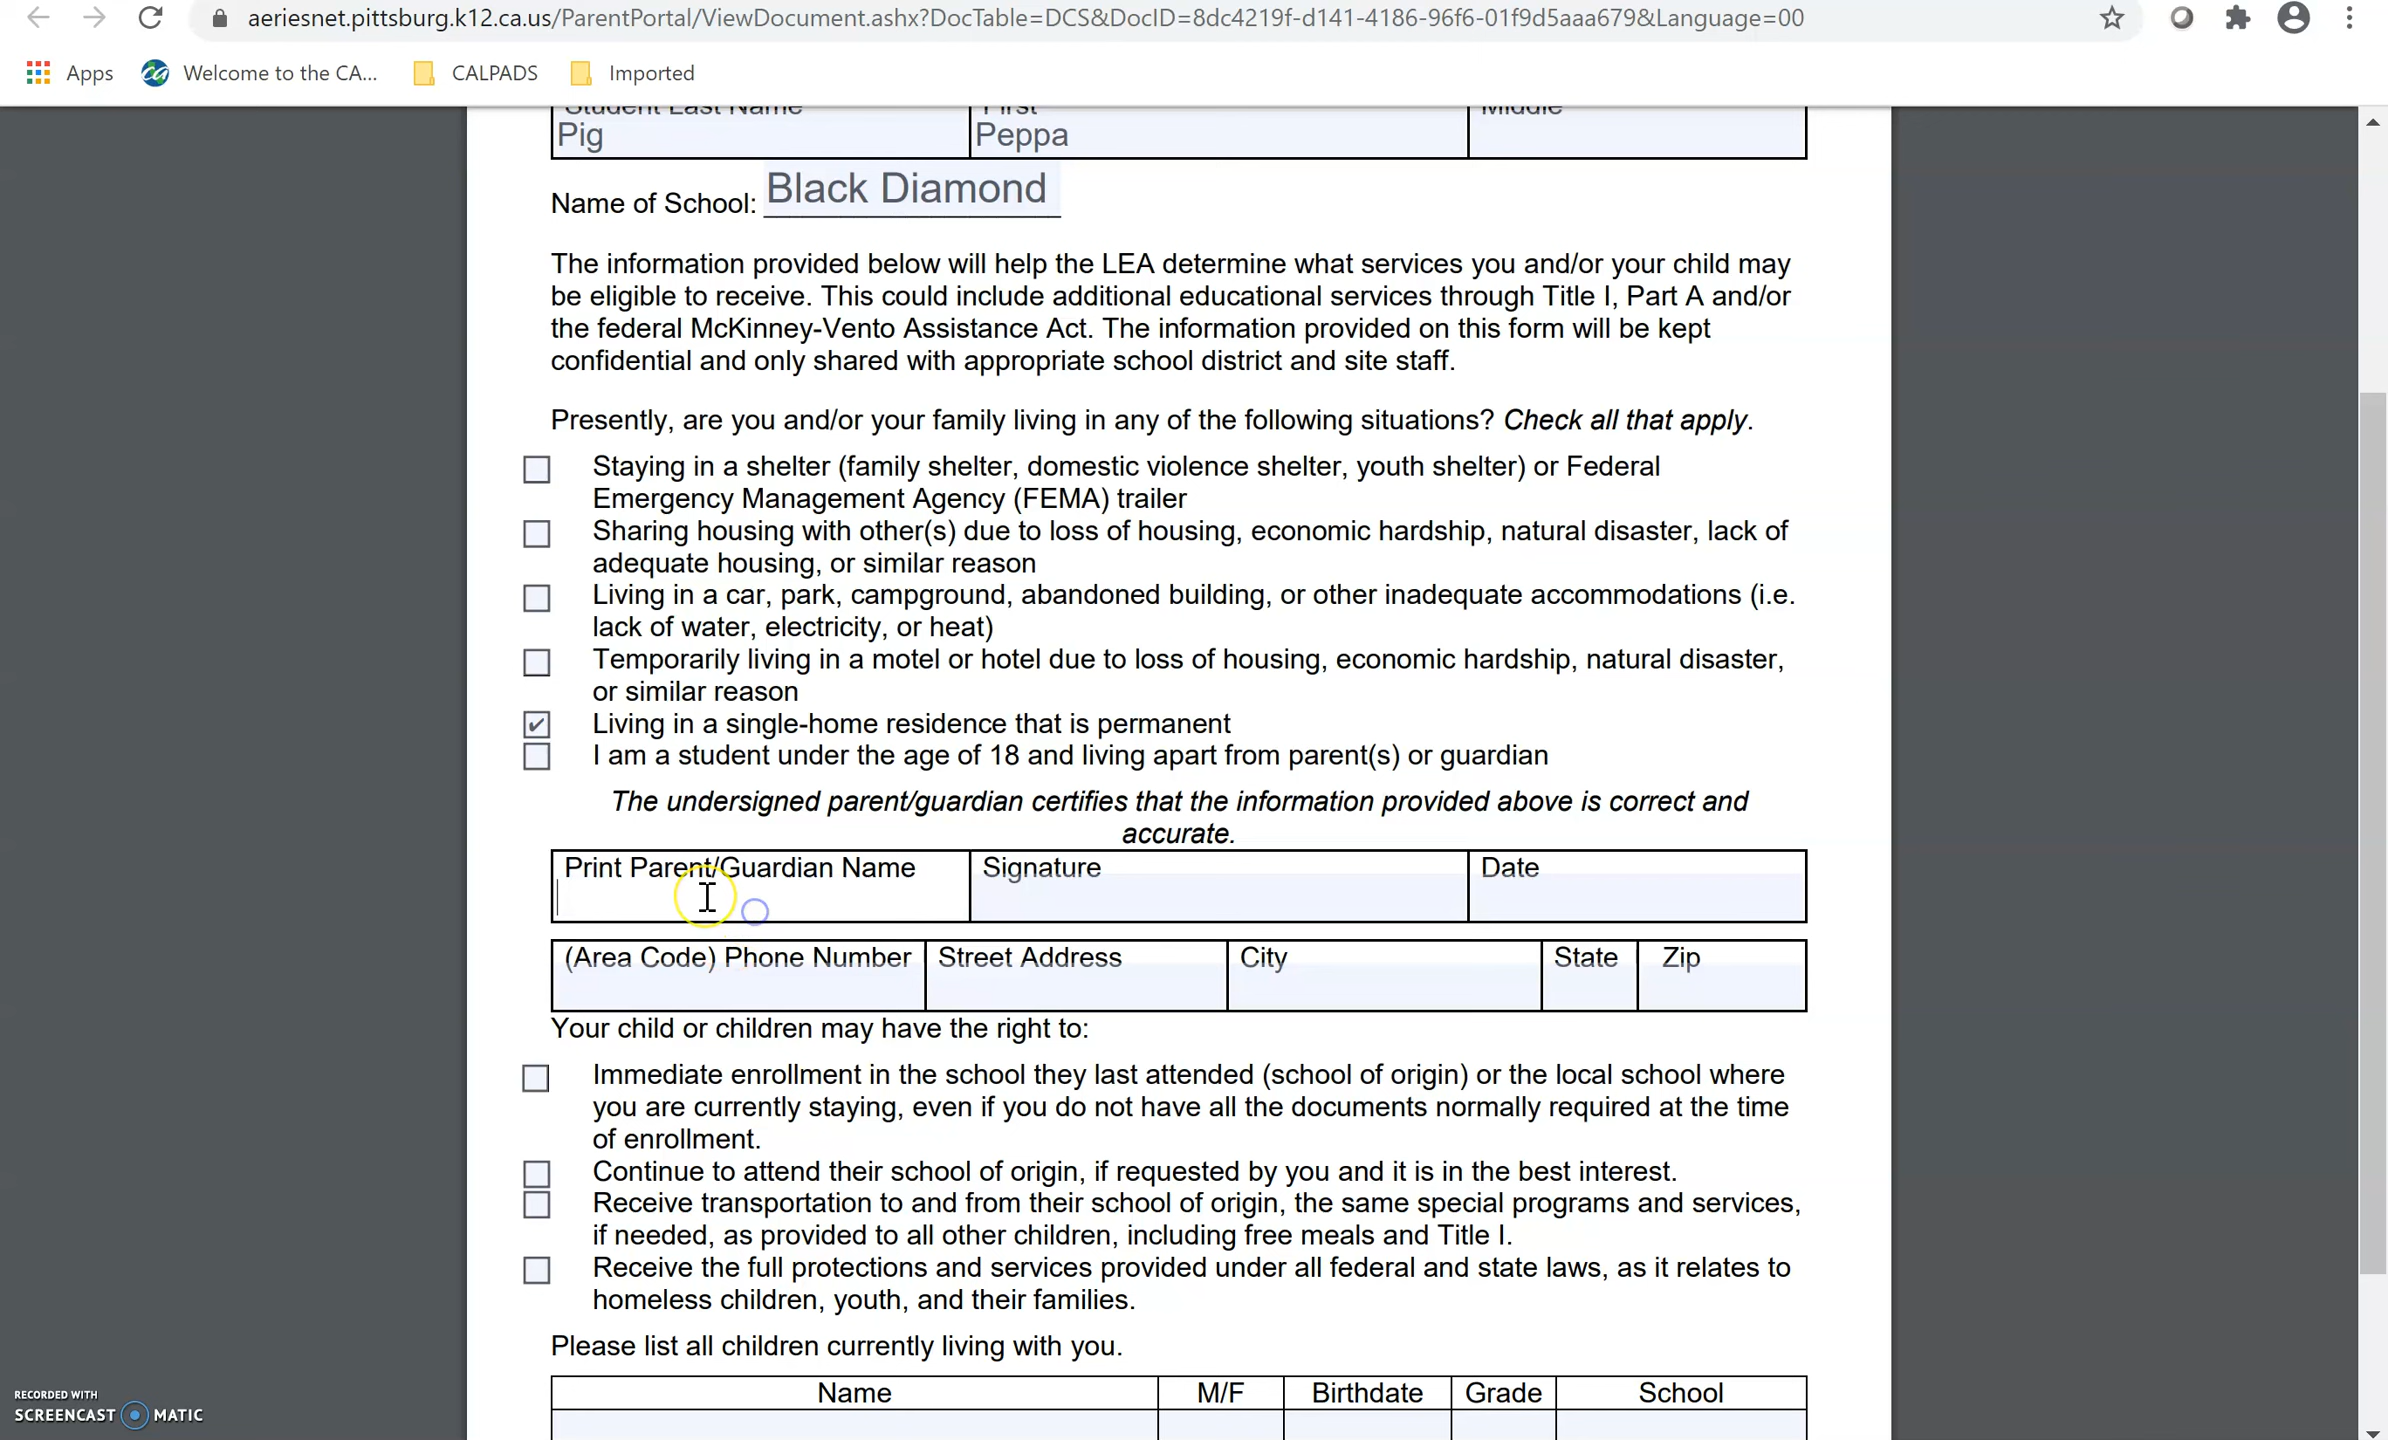 aeriesnet.pittsburg.k12.ca.us/ParentPortal/ViewDocument.ashx?DocTable=DCS&DocID=8dc4219f-d141-4186-96f6-01f9d5aaa679&Language=00
Apps Welcome to the CA... CALPADS Imported
Student Last Name First Middle
Pig Peppa
Name of School: Black Diamond
The information provided below will help the LEA determine what services you and/or your child may
be eligible to receive. This could include additional educational services through Title I, Part A and/or
the federal McKinney-Vento Assistance Act. The information provided on this form will be kept
confidential and only shared with appropriate school district and site staff.
Presently, are you and/or your family living in any of the following situations? Check all that apply.
Staying in a shelter (family shelter, domestic violence shelter, youth shelter) or Federal
Emergency Management Agency (FEMA) trailer
Sharing housing with other(s) due to loss of housing, economic hardship, natural disaster, lack of
adequate housing, or similar reason
Living in a car, park, campground, abandoned building, or other inadequate accommodations (i.e.
lack of water, electricity, or heat)
Temporarily living in a motel or hotel due to loss of housing, economic hardship, natural disaster,
or similar reason
Living in a single-home residence that is permanent
I am a student under the age of 18 and living apart from parent(s) or guardian
The undersigned parent/guardian certifies that the information provided above is correct and
accurate.
Print Parent/Guardian Name Signature Date
(Area Code) Phone Number Street Address City State Zip
Your child or children may have the right to:
Immediate enrollment in the school they last attended (school of origin) or the local school where
you are currently staying, even if you do not have all the documents normally required at the time
of enrollment.
Continue to attend their school of origin, if requested by you and it is in the best interest.
Receive transportation to and from their school of origin, the same special programs and services,
if needed, as provided to all other children, including free meals and Title I.
Receive the full protections and services provided under all federal and state laws, as it relates to
homeless children, youth, and their families.
Please list all children currently living with you.
Name M/F Birthdate Grade School
RECORDED WITH
SCREENCAST MATIC